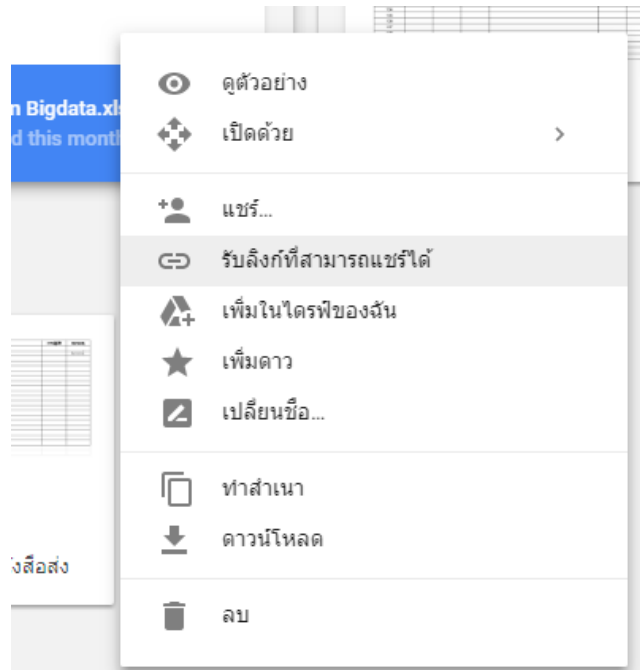 n Bigdata.xl
d this mont
ดูตัวอย่าง
เปิดด้วย
แชร์...
รับลิงก์ที่สามารถแชร์ได้
เพิ่มในไดรฟ์ของฉัน
เพิ่มดาว
เปลี่ยนชื่อ...
ทำสำเนา
ดาวน์โหลด
ลบ
งสือส่ง